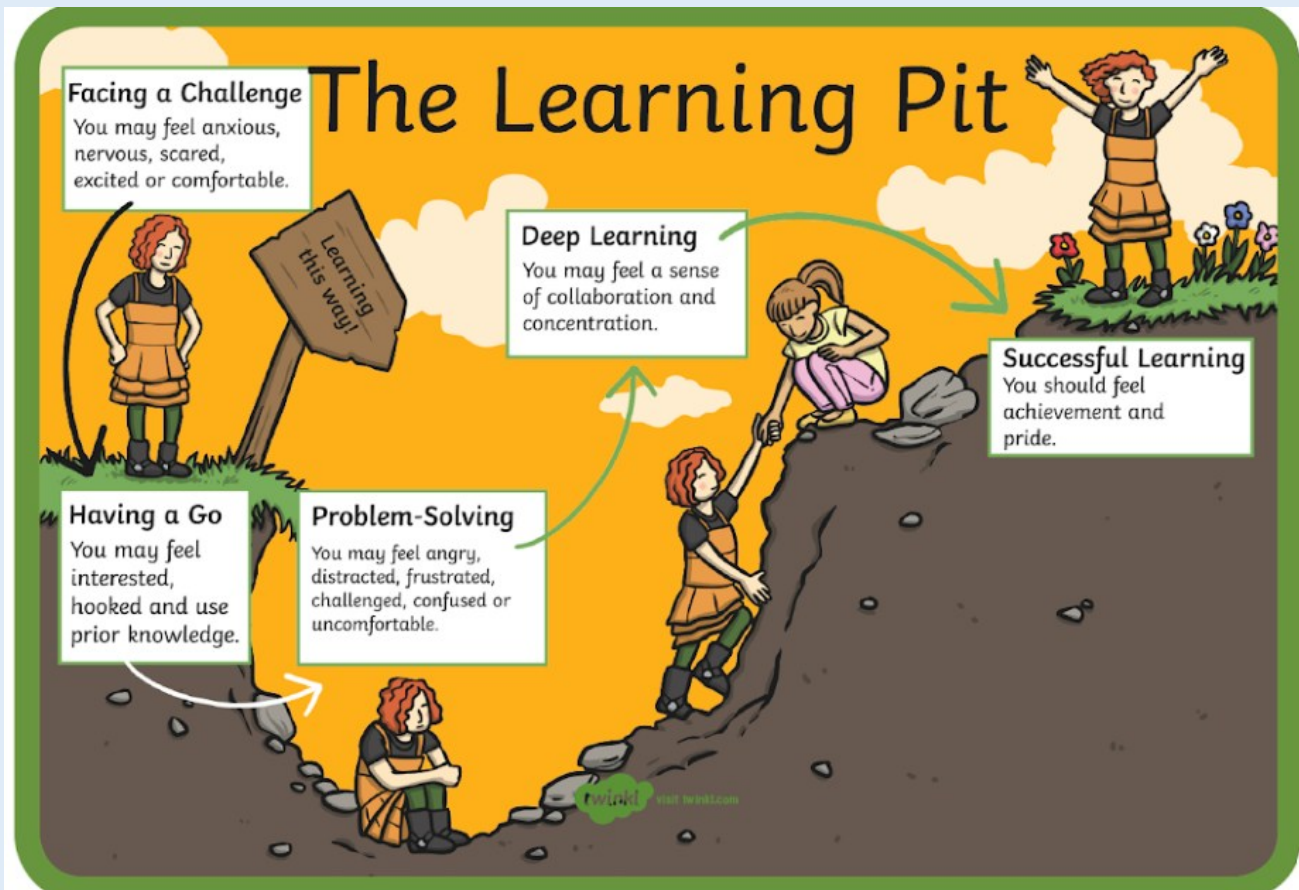 The Learning Pit
Facing a Challenge
You may feel anxious,
nervous, scared,
excited or comfortable.
Learning
this way!
Having a Go
You may feel
interested,
hooked and use
prior knowledge.
Problem-Solving
You may feel angry,
distracted, frustrated,
challenged, confused or
uncomfortable.
Deep Learning
You may feel a sense
of collaboration and
concentration.
Successful Learning
You should feel
achievement and
pride.
twinkl visit twinkl.com